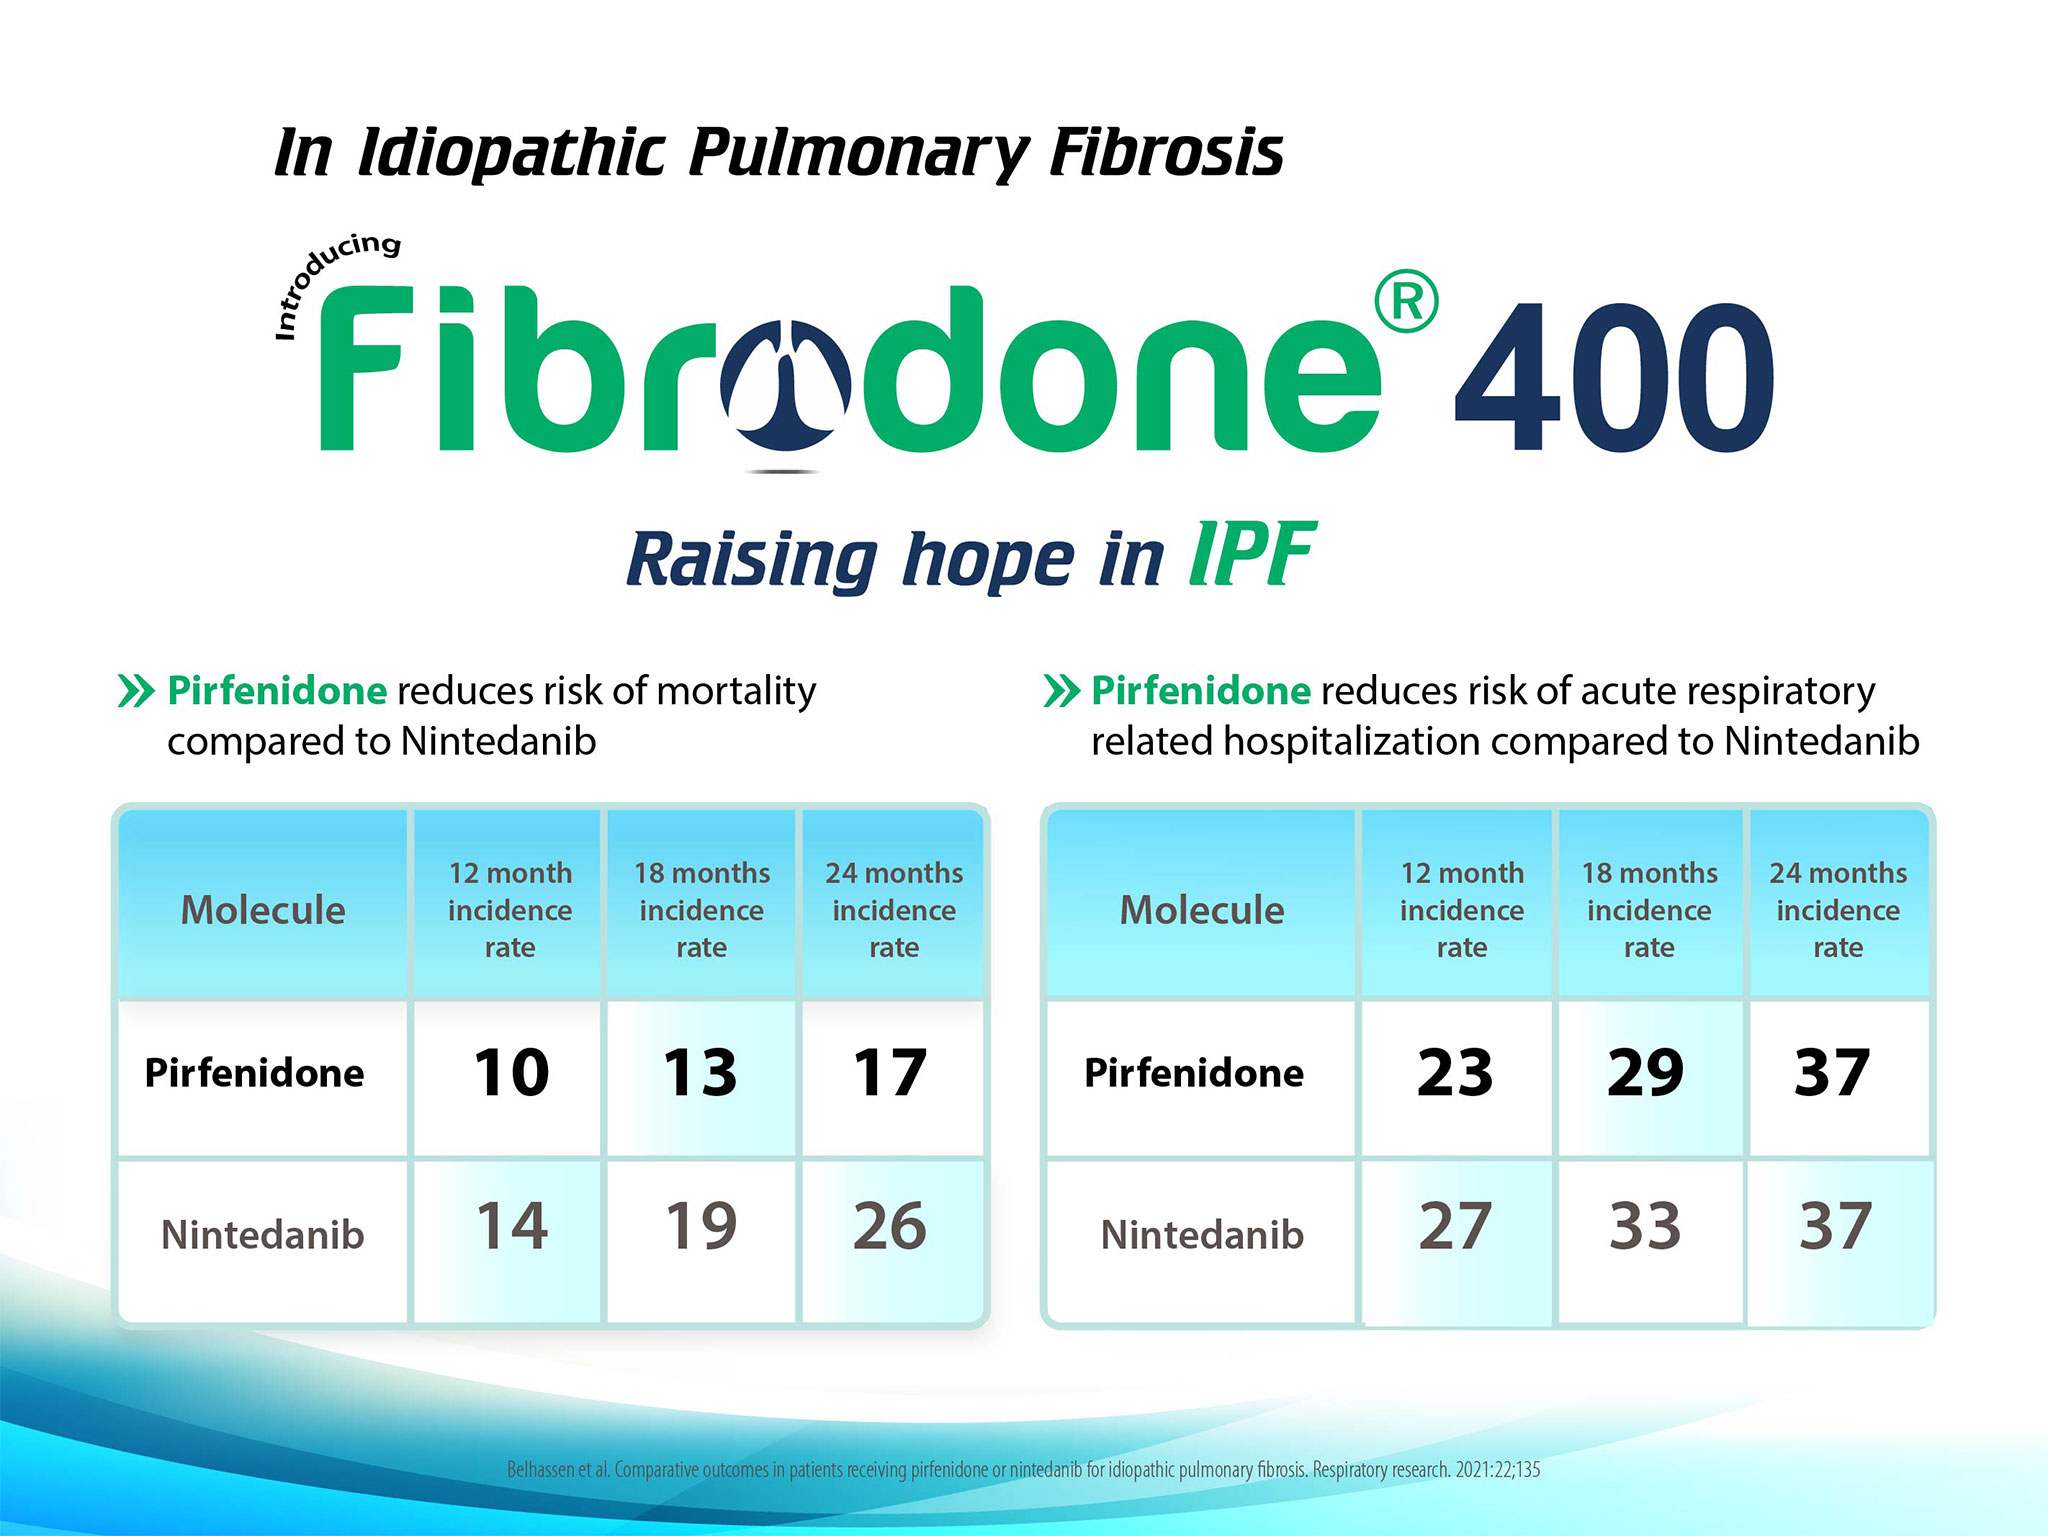 In Idiopathic Pulmonary Fibrosis
Introducing
Fibrodone® 400
Raising hope in IPF
Pirfenidone reduces risk of mortality
compared to Nintedanib
Molecule
12 month
incidence
rate
18 months
incidence
rate
24 months
incidence
rate
Pirfenidone 10 13 17
Nintedanib 14 19 26
Pirfenidone reduces risk of acute respiratory
related hospitalization compared to Nintedanib
Molecule
12 month
incidence
rate
18 months
incidence
rate
24 months
incidence
rate
Pirfenidone 23 29 37
Nintedanib 27 33 37
Belhassen et al. Comparative outcomes in patients receiving pirfenidone or nintedanib for idiopathic pulmonary fibrosis. Respiratory research. 2021:22;135